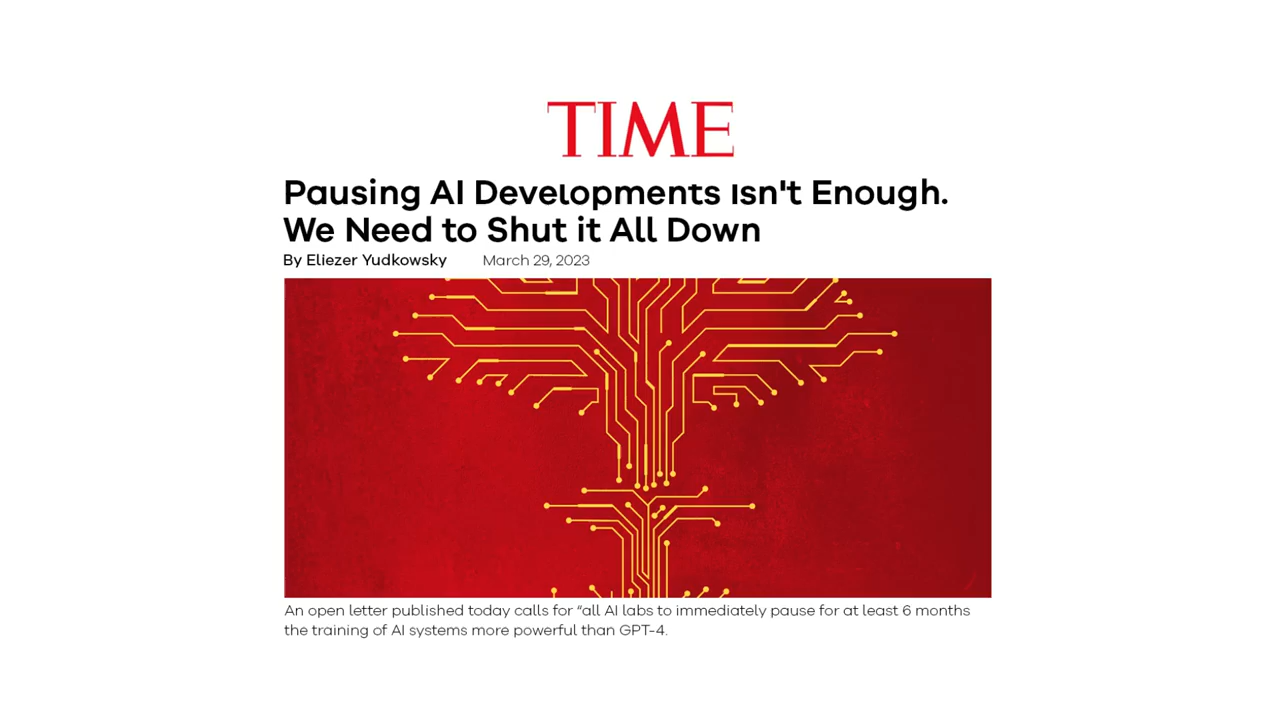 TIME
Pausing AI Developments Isn't Enough.
We Need to Shut it All Down
By Eliezer Yudkowsky March 29, 2023
An open letter published today calls for “all AI labs to immediately pause for at least 6 months
the training of AI systems more powerful than GPT-4.